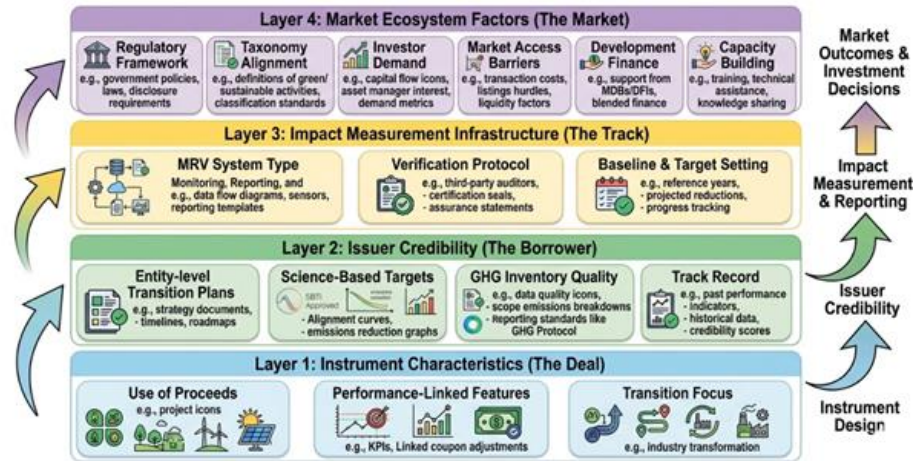 Layer 4: Market Ecosystem Factors (The Market)
Regulatory
Framework
e.g., government policies,
laws, disclosure
requirements
Taxonomy
Alignment
e.g., definitions of green/
sustainable activities,
classification standards
Investor
Demand
e.g., capital flow icons,
asset manager interest,
demand metrics
Market Access
Barriers
e.g., transaction costs,
listings hurdles,
liquidity factors
Development
Finance
e.g., support from
MDBs/DFIs,
blended finance
Capacity
Building
e.g., training, technical
assistance,
knowledge sharing
Layer 3: Impact Measurement Infrastructure (The Track)
MRV System Type
Monitoring, Reporting, and
e.g., data flow diagrams, sensors,
reporting templates
Verification Protocol
e.g., third-party auditors,
- certification seals,
- assurance statements
Baseline & Target Setting
e.g., reference years,
- projected reductions,
- progress tracking
Layer 2: Issuer Credibility (The Borrower)
Entity-level
Transition Plans
e.g., strategy documents,
- timelines, roadmaps
Science-Based Targets
Approved
- Alignment curves,
- emissions reduction graphs
GHG Inventory Quality
e.g., data quality icons,
- scope emissions breakdowns
Reporting standards like
GHG Protocol
Track Record
e.g., past performance
- indicators,
- historical data,
- credibility scores
Layer 1: Instrument Characteristics (The Deal)
Use of Proceeds
e.g., project icons
Performance-Linked Features
e.g., KPIs, Linked coupon adjustments
Transition Focus
e.g., industry transformation
Market
Outcomes &
Investment
Decisions
Impact
Measurement
& Reporting
Issuer
Credibility
Instrument
Design